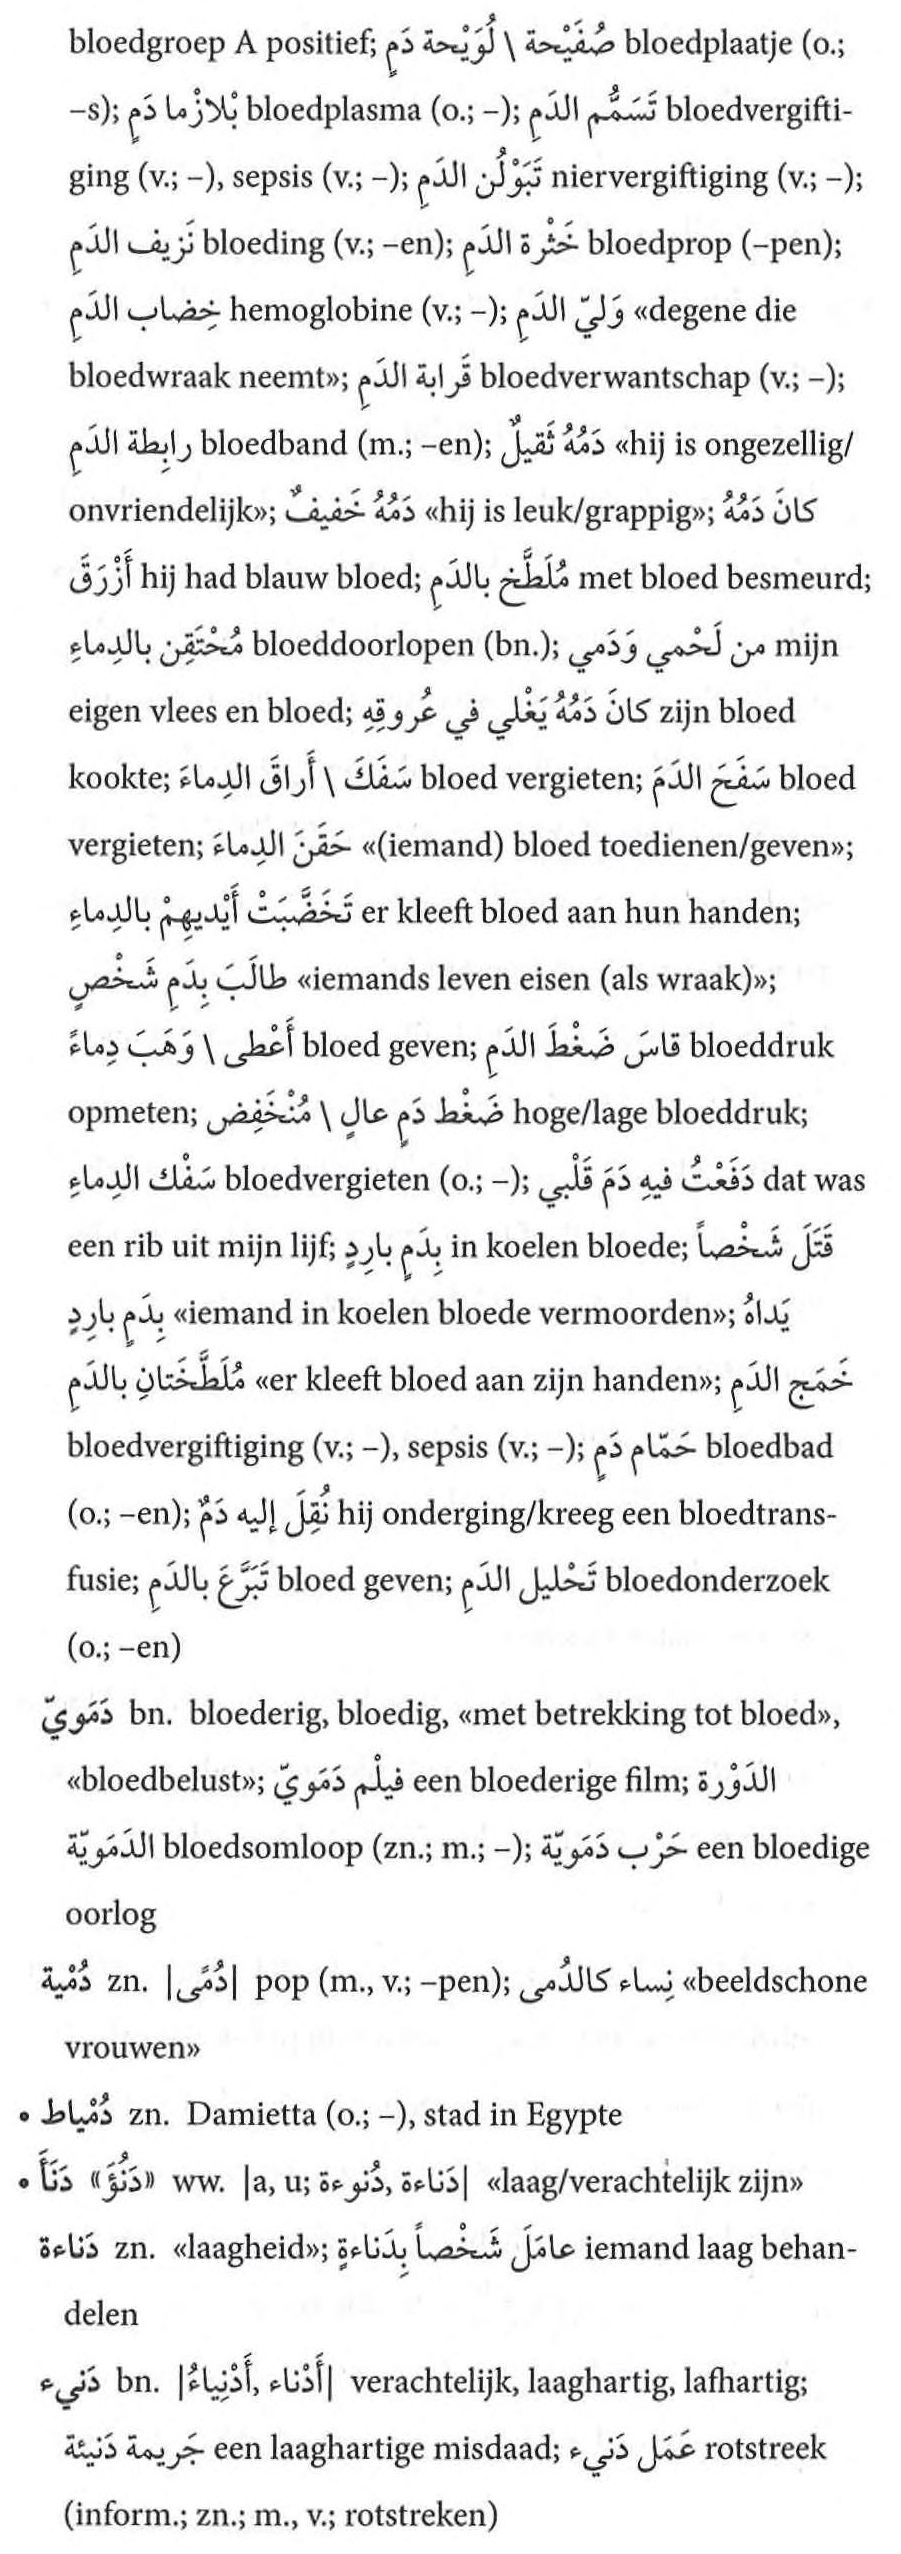 bloedgroep A positief; صُفَيْحة \ لُوَيْحة دَمٍ bloedplaatje (o.;
–s); بْلازْما دَمٍ bloedplasma (o.; –); تَسَمُّم الدَمِ bloedvergifti-
ging (v.; –), sepsis (v.; –); تَبَوْلُن الدَمِ niervergiftiging (v.; –);
نَزيف الدَمِ bloeding (v.; –en); خَثْرة الدَمِ bloedprop (–pen);
خِضاب الدَمِ hemoglobine (v.; –); وَليّ الدَمِ «degene die
bloedwraak neemt»; قَرابة الدَمِ bloedverwantschap (v.; –);
رابِطة الدَمِ bloedband (m.; –en); دَمُهُ ثَقيلٌ «hij is ongezellig/
onvriendelijk»; دَمُهُ خَفيفٌ «hij is leuk/grappig»; كانَ دَمُهُ
أَزْرَقَ hij had blauw bloed; مُلَطَّخ بالدَمِ met bloed besmeurd;
مُحْتَقِن بالدِماءِ bloeddoorlopen (bn.); من لَحْمي وَدَمي mijn
eigen vlees en bloed; كانَ دَمُهُ يَغْلي في عُروقِهِ zijn bloed
kookte; سَفَكَ \ أَراقَ الدِماءَ bloed vergieten; سَفَحَ الدَمَ bloed
vergieten; حَقَنَ الدِماءَ «(iemand) bloed toedienen/geven»;
تَخَضَّبَتْ أَيْديهِمْ بالدِماءِ er kleeft bloed aan hun handen;
طالَبَ بِدَمِ شَخْصٍ «iemands leven eisen (als wraak)»;
أَعْطى \ وَهَبَ دِماءً bloed geven; قاسَ ضَغْطَ الدَمِ bloeddruk
opmeten; ضَغْط دَمٍ عالٍ \ مُنْخَفِض hoge/lage bloeddruk;
سَفْك الدِماءِ bloedvergieten (o.; –); دَفَعْتُ فيهِ دَمَ قَلْبي dat was
een rib uit mijn lijf; بِدَمٍ بارِدٍ in koelen bloede; قَتَلَ شَخْصاً
بِدَمٍ بارِدٍ «iemand in koelen bloede vermoorden»; يَداهُ
مُلَطَّخَتانِ بالدَمِ «er kleeft bloed aan zijn handen»; خَمَج الدَمِ
bloedvergiftiging (v.; –), sepsis (v.; –); حَمّام دَمٍ bloedbad
(o.; –en); نُقِلَ إليه دَمٌ hij onderging/kreeg een bloedtrans-
fusie; تَبَرَّعَ بالدَمِ bloed geven; تَحْليل الدَمِ bloedonderzoek
(o.; –en)
دَمَويّ bn. bloederig, bloedig, «met betrekking tot bloed»,
«bloedbelust»; فيلْم دَمَويّ een bloederige film; الدَوْرة
الدَمَويّة bloedsomloop (zn.; m.; –); حَرْب دَمَويّة een bloedige
oorlog
دُمْية zn. |دُمًى| pop (m., v.; –pen); نِساء كالدُمى «beeldschone
vrouwen»
• دُمْياط zn. Damietta (o.; –), stad in Egypte
• دَنَأَ «دَنُؤَ» ww. |a, u; دَناءة, دُنوءة| «laag/verachtelijk zijn»
دَناءة zn. «laagheid»; عامَلَ شَخْصاً بِدَناءةٍ iemand laag behan-
delen
دَنيء bn. |أَدْناء, أَدْنِياءُ| verachtelijk, laaghartig, lafhartig;
جَريمة دَنيئة een laaghartige misdaad; عَمَل دَنيء rotstreek
(inform.; zn.; m., v.; rotstreken)